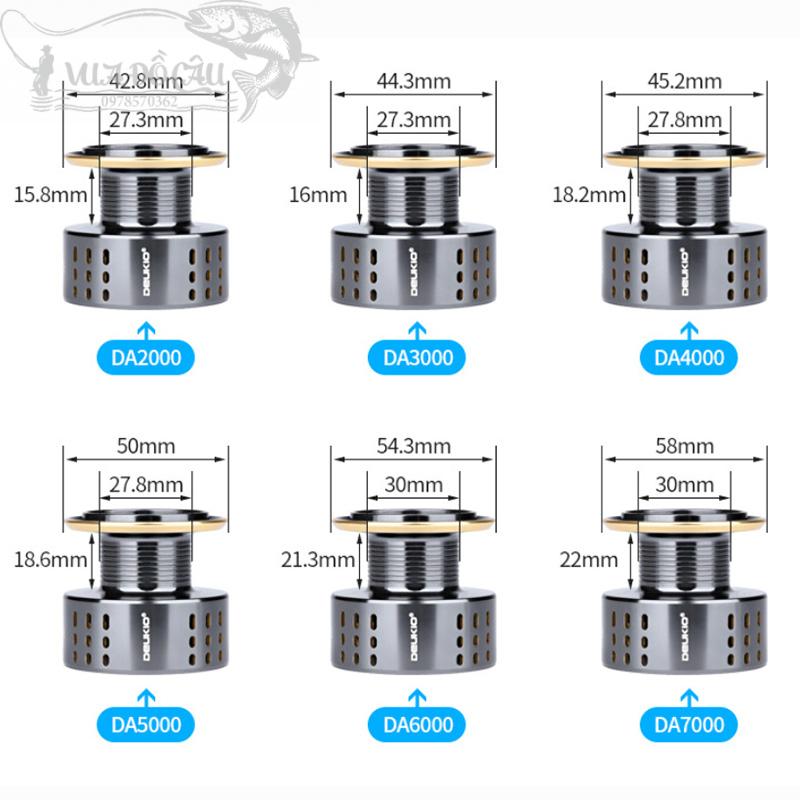 VUA ĐỒ CÂU
0978570362
42.8mm
27.3mm
15.8mm
DEUKIO®
DA2000
44.3mm
27.3mm
16mm
DEUKIO®
DA3000
45.2mm
27.8mm
18.2mm
DEUKIO®
DA4000
50mm
27.8mm
18.6mm
DEUKIO®
DA5000
54.3mm
30mm
21.3mm
DEUKIO®
DA6000
58mm
30mm
22mm
DEUKIO®
DA7000